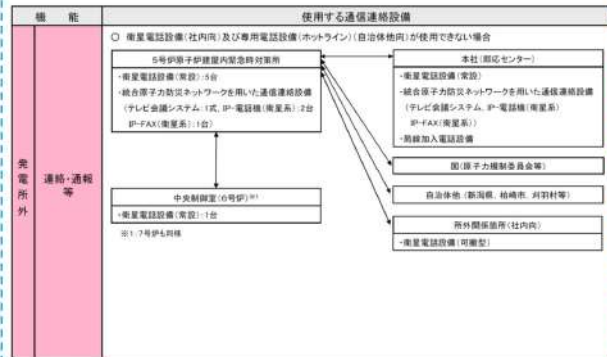 機　能
使用する通信連絡設備
○ 衛星電話設備(社内向)及び専用電話設備(ホットライン)(自治体他向)が使用できない場合
5号炉原子炉建屋内緊急時対策所
・衛星電話設備(常設):5台
・統合原子力防災ネットワークを用いた通信連絡設備
(テレビ会議システム:1式, IP-電話機(衛星系):2台
IP-FAX(衛星系):1台)
本社(即応センター)
・衛星電話設備(常設)
・統合原子力防災ネットワークを用いた通信連絡設備
(テレビ会議システム, IP-電話機(衛星系)
IP-FAX(衛星系))
・局線加入電話設備
国(原子力規制委員会等)
自治体他(新潟県, 柏崎市, 刈羽村等)
所外関係箇所(社内向)
・衛星電話設備(可搬型)
中央制御室(6号炉)※1
・衛星電話設備(常設):1台
※1:7号炉も同様
発電所外
連絡・通報
等